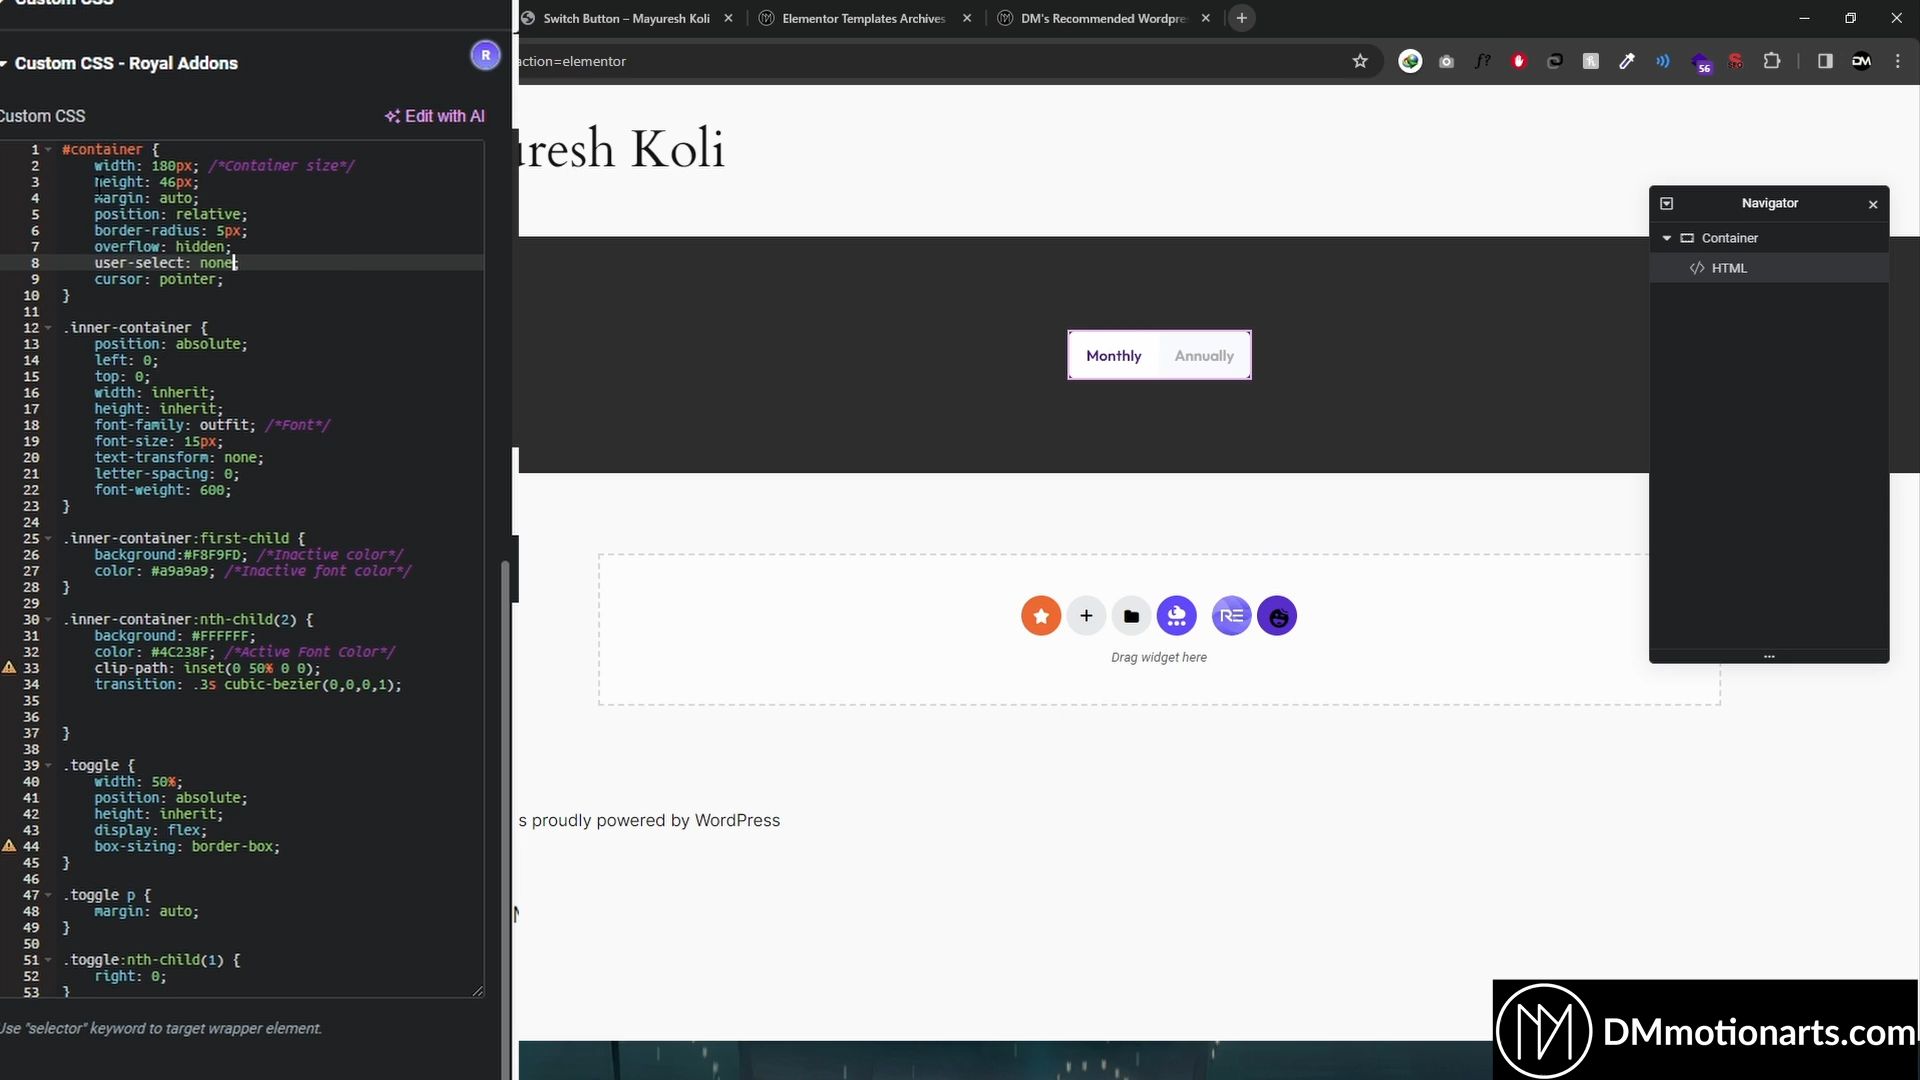 Custom CSS
Switch Button – Mayuresh Koli
Elementor Templates Archives
DM's Recommended Wordpre
action=elementor
56
SEO
DM
Custom CSS - Royal Addons
R
Custom CSS
Edit with AI
1 #container {
2 width: 180px; /*Container size*/
3 height: 46px;
4 margin: auto;
5 position: relative;
6 border-radius: 5px;
7 overflow: hidden;
8 user-select: none;
9 cursor: pointer;
10 }
11
12 .inner-container {
13 position: absolute;
14 left: 0;
15 top: 0;
16 width: inherit;
17 height: inherit;
18 font-family: outfit; /*Font*/
19 font-size: 15px;
20 text-transform: none;
21 letter-spacing: 0;
22 font-weight: 600;
23 }
24
25 .inner-container:first-child {
26 background:#F8F9FD; /*Inactive color*/
27 color: #a9a9a9; /*Inactive font color*/
28 }
29
30 .inner-container:nth-child(2) {
31 background: #FFFFFF;
32 color: #4C238F; /*Active Font Color*/
33 clip-path: inset(0 50% 0 0);
34 transition: .3s cubic-bezier(0,0,0,1);
35
36
37 }
38
39 .toggle {
40 width: 50%;
41 position: absolute;
42 height: inherit;
43 display: flex;
44 box-sizing: border-box;
45 }
46
47 .toggle p {
48 margin: auto;
49 }
50
51 .toggle:nth-child(1) {
52 right: 0;
53 }
Use "selector" keyword to target wrapper element.
uresh Koli
Monthly
Annually
Navigator
Container
</> HTML
Drag widget here
s proudly powered by WordPress
DMmotionarts.com